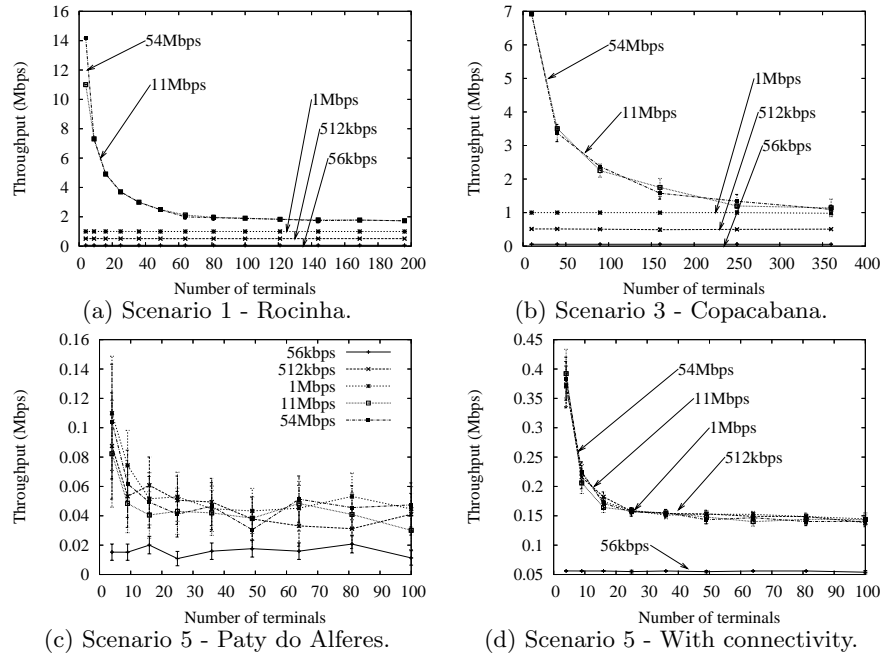 16
14
12
10
8
6
4
2
0
Throughput (Mbps)
54Mbps
11Mbps
1Mbps
512kbps
56kbps
0 20 40 60 80 100 120 140 160 180 200
Number of terminals
(a) Scenario 1 - Rocinha.
7
6
5
4
3
2
1
0
Throughput (Mbps)
54Mbps
11Mbps
1Mbps
512kbps
56kbps
0 50 100 150 200 250 300 350 400
Number of terminals
(b) Scenario 3 - Copacabana.
0.16
0.14
0.12
0.1
0.08
0.06
0.04
0.02
0
Throughput (Mbps)
56kbps
512kbps
1Mbps
11Mbps
54Mbps
0 10 20 30 40 50 60 70 80 90 100
Number of terminals
(c) Scenario 5 - Paty do Alferes.
0.45
0.4
0.35
0.3
0.25
0.2
0.15
0.1
0.05
Throughput (Mbps)
54Mbps
11Mbps
1Mbps
512kbps
56kbps
0 10 20 30 40 50 60 70 80 90 100
Number of terminals
(d) Scenario 5 - With connectivity.